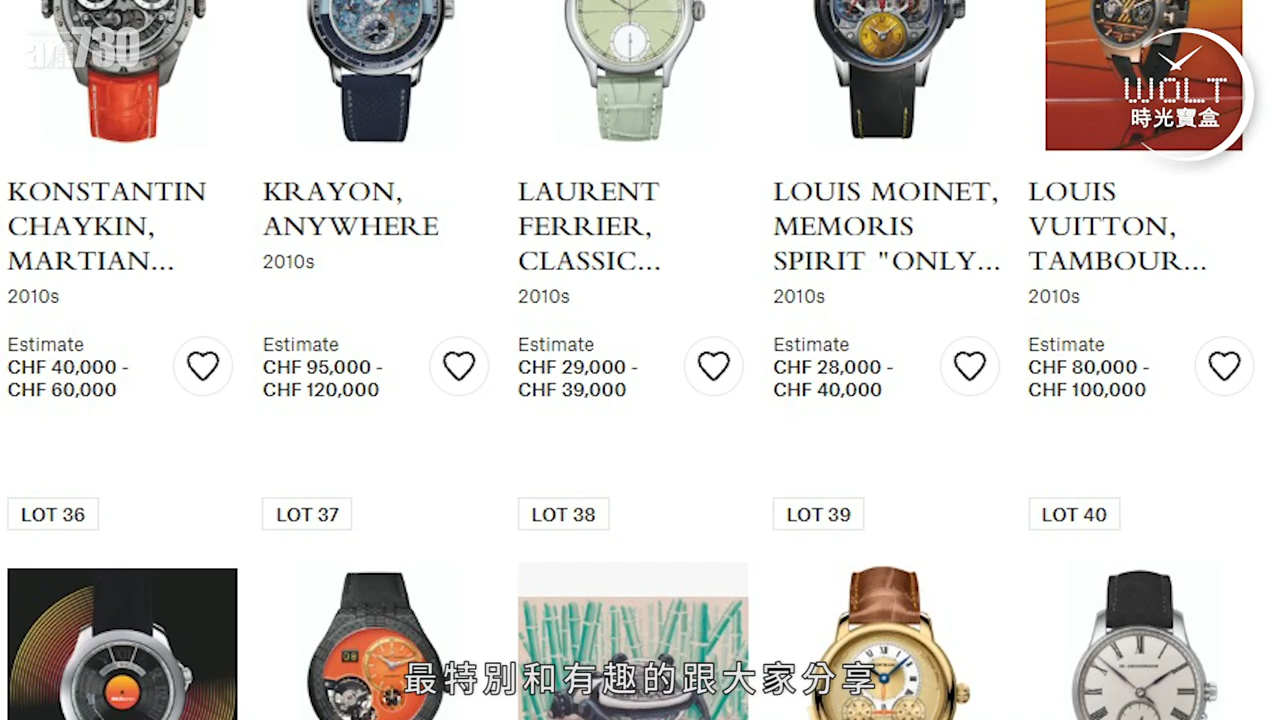 am730
WOLT
時光寶盒
KONSTANTIN
CHAYKIN,
MARTIAN...
2010s
Estimate
CHF 40,000 -
CHF 60,000
KRAYON,
ANYWHERE
2010s
Estimate
CHF 95,000 -
CHF 120,000
LAURENT
FERRIER,
CLASSIC...
2010s
Estimate
CHF 29,000 -
CHF 39,000
LOUIS MOINET,
MEMORIS
SPIRIT "ONLY...
2010s
Estimate
CHF 28,000 -
CHF 40,000
LOUIS
VUITTON,
TAMBOUR...
2010s
Estimate
CHF 80,000 -
CHF 100,000
LOT 36
LOT 37
LOT 38
LOT 39
LOT 40
最特別和有趣的跟大家分享